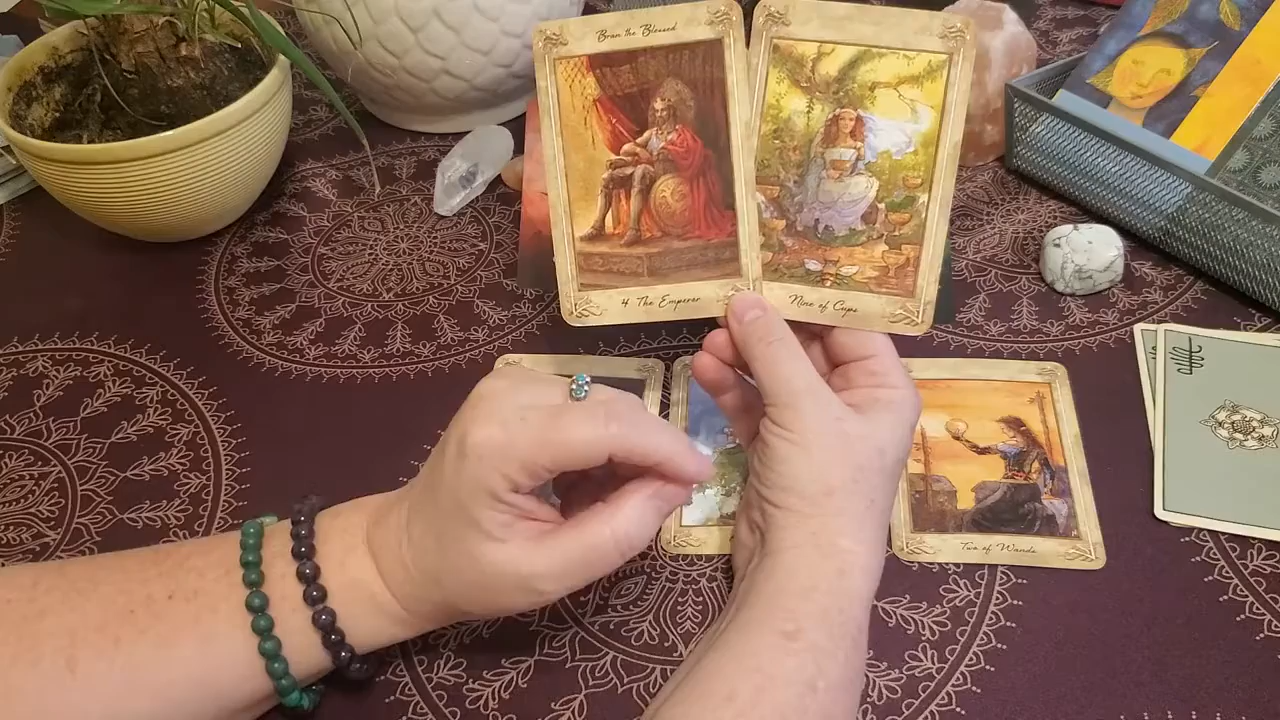 Bran the Blessed
4 The Emperor
Nine of Cups
Two of Wands